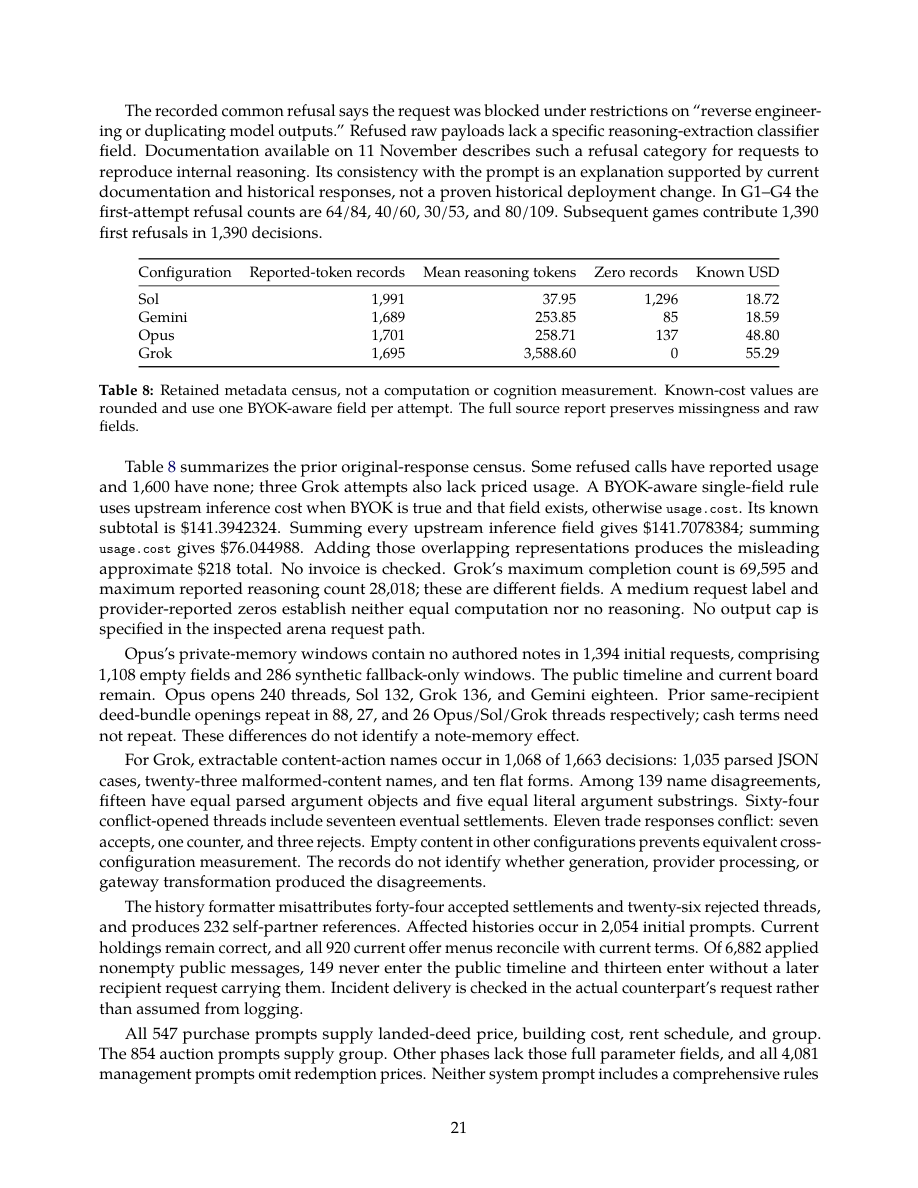 The recorded common refusal says the request was blocked under restrictions on “reverse engineer-
ing or duplicating model outputs.” Refused raw payloads lack a specific reasoning-extraction classifier
field. Documentation available on 11 November describes such a refusal category for requests to
reproduce internal reasoning. Its consistency with the prompt is an explanation supported by current
documentation and historical responses, not a proven historical deployment change. In G1–G4 the
first-attempt refusal counts are 64/84, 40/60, 30/53, and 80/109. Subsequent games contribute 1,390
first refusals in 1,390 decisions.
Configuration Reported-token records Mean reasoning tokens Zero records Known USD
Sol 1,991 37.95 1,296 18.72
Gemini 1,689 253.85 85 18.59
Opus 1,701 258.71 137 48.80
Grok 1,695 3,588.60 0 55.29
Table 8: Retained metadata census, not a computation or cognition measurement. Known-cost values are
rounded and use one BYOK-aware field per attempt. The full source report preserves missingness and raw
fields.
Table 8 summarizes the prior original-response census. Some refused calls have reported usage
and 1,600 have none; three Grok attempts also lack priced usage. A BYOK-aware single-field rule
uses upstream inference cost when BYOK is true and that field exists, otherwise usage.cost. Its known
subtotal is $141.3942324. Summing every upstream inference field gives $141.7078384; summing
usage.cost gives $76.044988. Adding those overlapping representations produces the misleading
approximate $218 total. No invoice is checked. Grok’s maximum completion count is 69,595 and
maximum reported reasoning count 28,018; these are different fields. A medium request label and
provider-reported zeros establish neither equal computation nor no reasoning. No output cap is
specified in the inspected arena request path.
Opus’s private-memory windows contain no authored notes in 1,394 initial requests, comprising
1,108 empty fields and 286 synthetic fallback-only windows. The public timeline and current board
remain. Opus opens 240 threads, Sol 132, Grok 136, and Gemini eighteen. Prior same-recipient
deed-bundle openings repeat in 88, 27, and 26 Opus/Sol/Grok threads respectively; cash terms need
not repeat. These differences do not identify a note-memory effect.
For Grok, extractable content-action names occur in 1,068 of 1,663 decisions: 1,035 parsed JSON
cases, twenty-three malformed-content names, and ten flat forms. Among 139 name disagreements,
fifteen have equal parsed argument objects and five equal literal argument substrings. Sixty-four
conflict-opened threads include seventeen eventual settlements. Eleven trade responses conflict: seven
accepts, one counter, and three rejects. Empty content in other configurations prevents equivalent cross-
configuration measurement. The records do not identify whether generation, provider processing, or
gateway transformation produced the disagreements.
The history formatter misattributes forty-four accepted settlements and twenty-six rejected threads,
and produces 232 self-partner references. Affected histories occur in 2,054 initial prompts. Current
holdings remain correct, and all 920 current offer menus reconcile with current terms. Of 6,882 applied
nonempty public messages, 149 never enter the public timeline and thirteen enter without a later
recipient request carrying them. Incident delivery is checked in the actual counterpart’s request rather
than assumed from logging.
All 547 purchase prompts supply landed-deed price, building cost, rent schedule, and group.
The 854 auction prompts supply group. Other phases lack those full parameter fields, and all 4,081
management prompts omit redemption prices. Neither system prompt includes a comprehensive rules
21